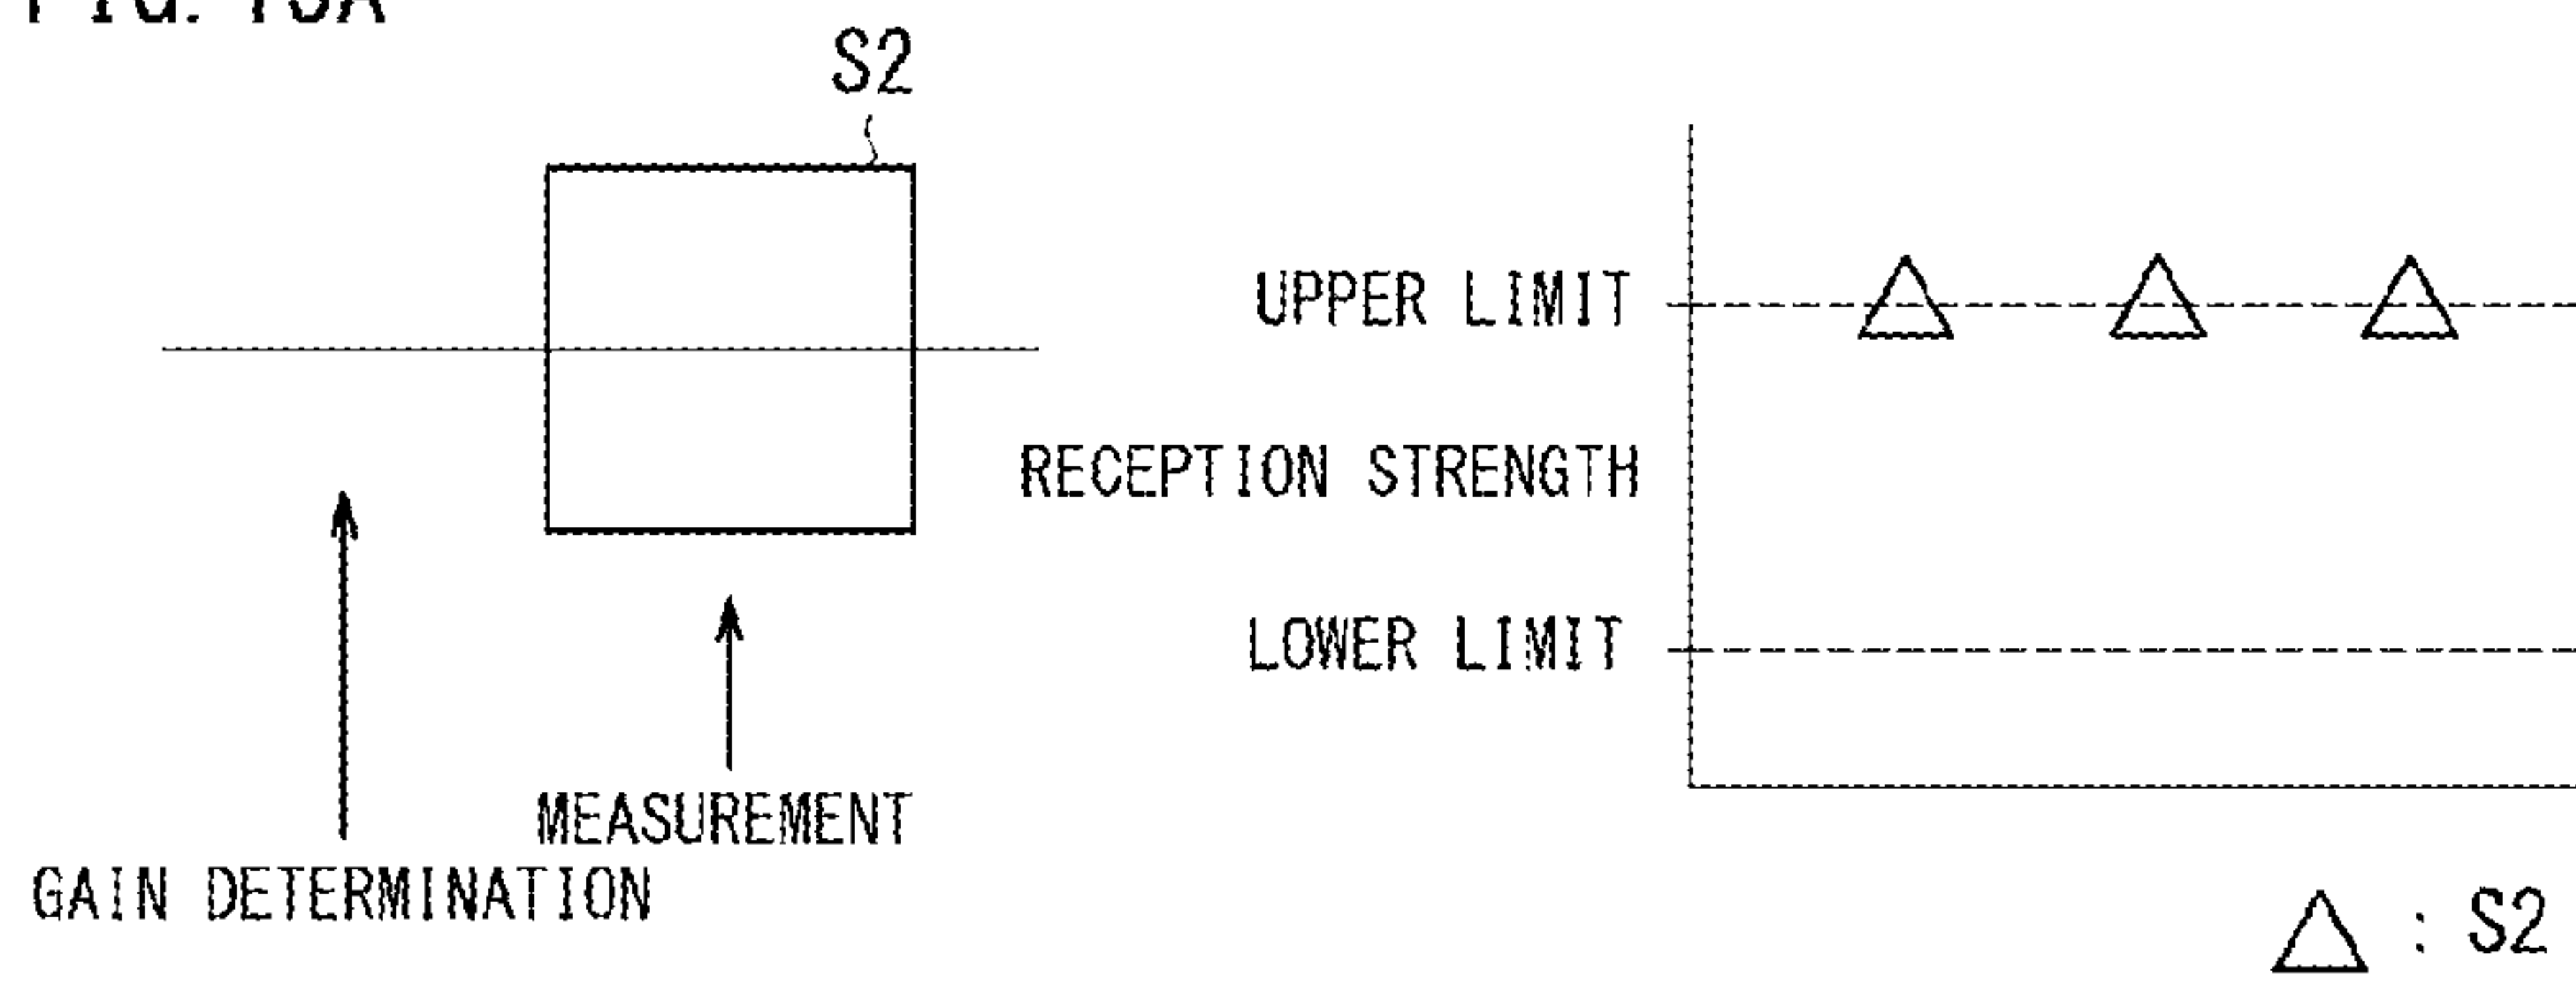 S2
UPPER LIMIT
RECEPTION STRENGTH
LOWER LIMIT
MEASUREMENT
GAIN DETERMINATION
: S2